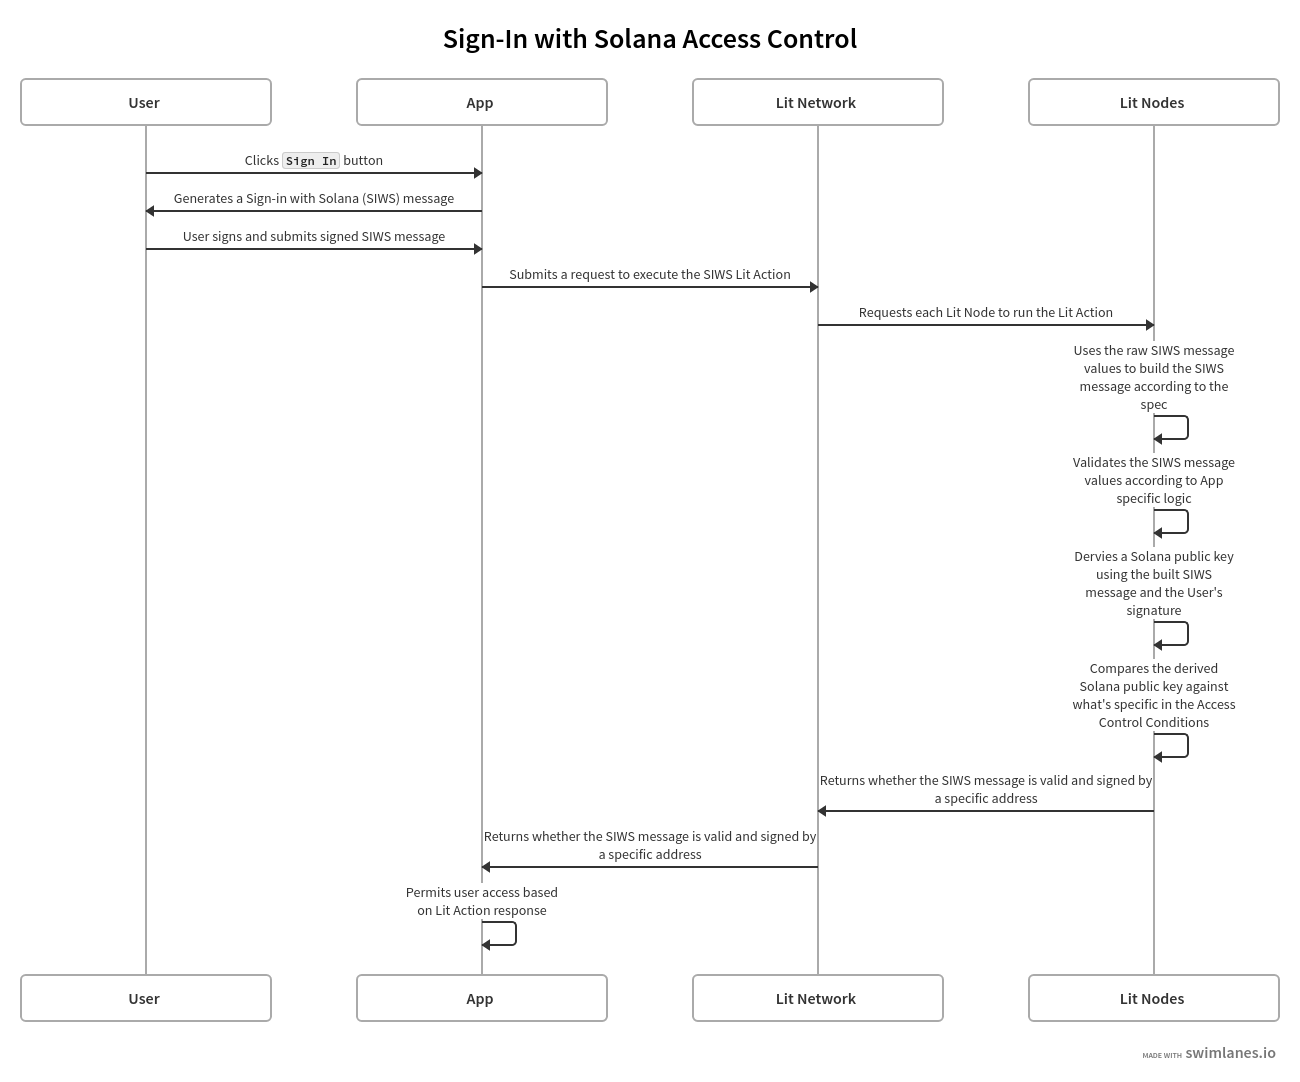 Sign-In with Solana Access Control
User
App
Lit Network
Lit Nodes
Clicks Sign In button
Generates a Sign-in with Solana (SIWS) message
User signs and submits signed SIWS message
Submits a request to execute the SIWS Lit Action
Requests each Lit Node to run the Lit Action
Uses the raw SIWS message
values to build the SIWS
message according to the
spec
Validates the SIWS message
values according to App
specific logic
Dervies a Solana public key
using the built SIWS
message and the User's
signature
Compares the derived
Solana public key against
what's specific in the Access
Control Conditions
Returns whether the SIWS message is valid and signed by
a specific address
Returns whether the SIWS message is valid and signed by
a specific address
Permits user access based
on Lit Action response
User
App
Lit Network
Lit Nodes
MADE WITH swimlanes.io